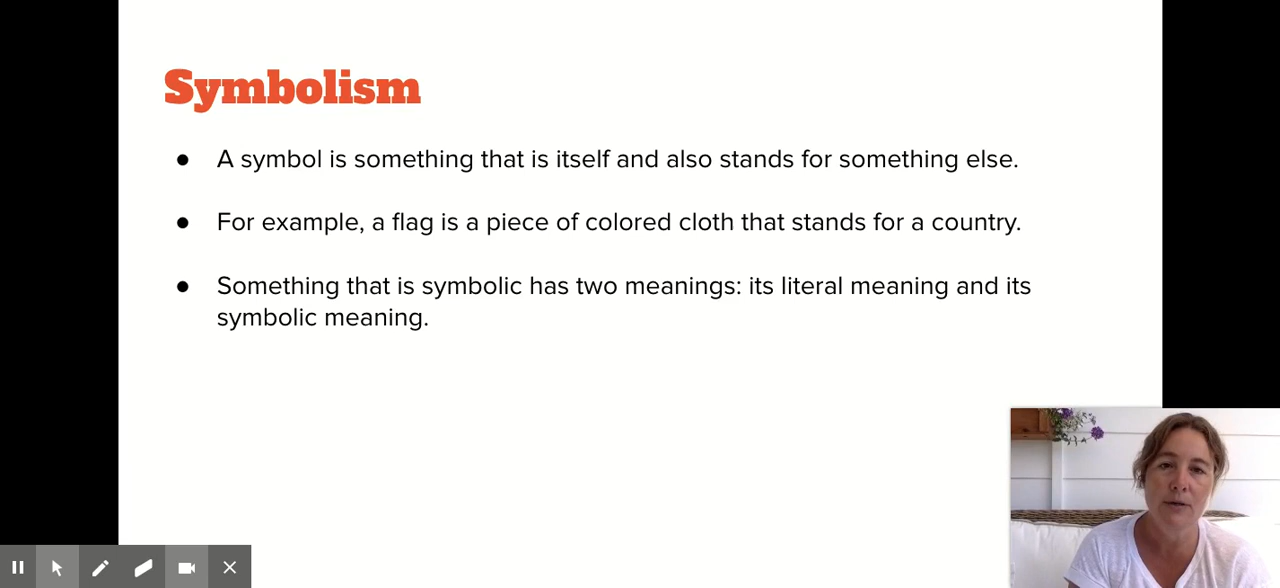 Symbolism
● A symbol is something that is itself and also stands for something else.
● For example, a flag is a piece of colored cloth that stands for a country.
● Something that is symbolic has two meanings: its literal meaning and its
symbolic meaning.